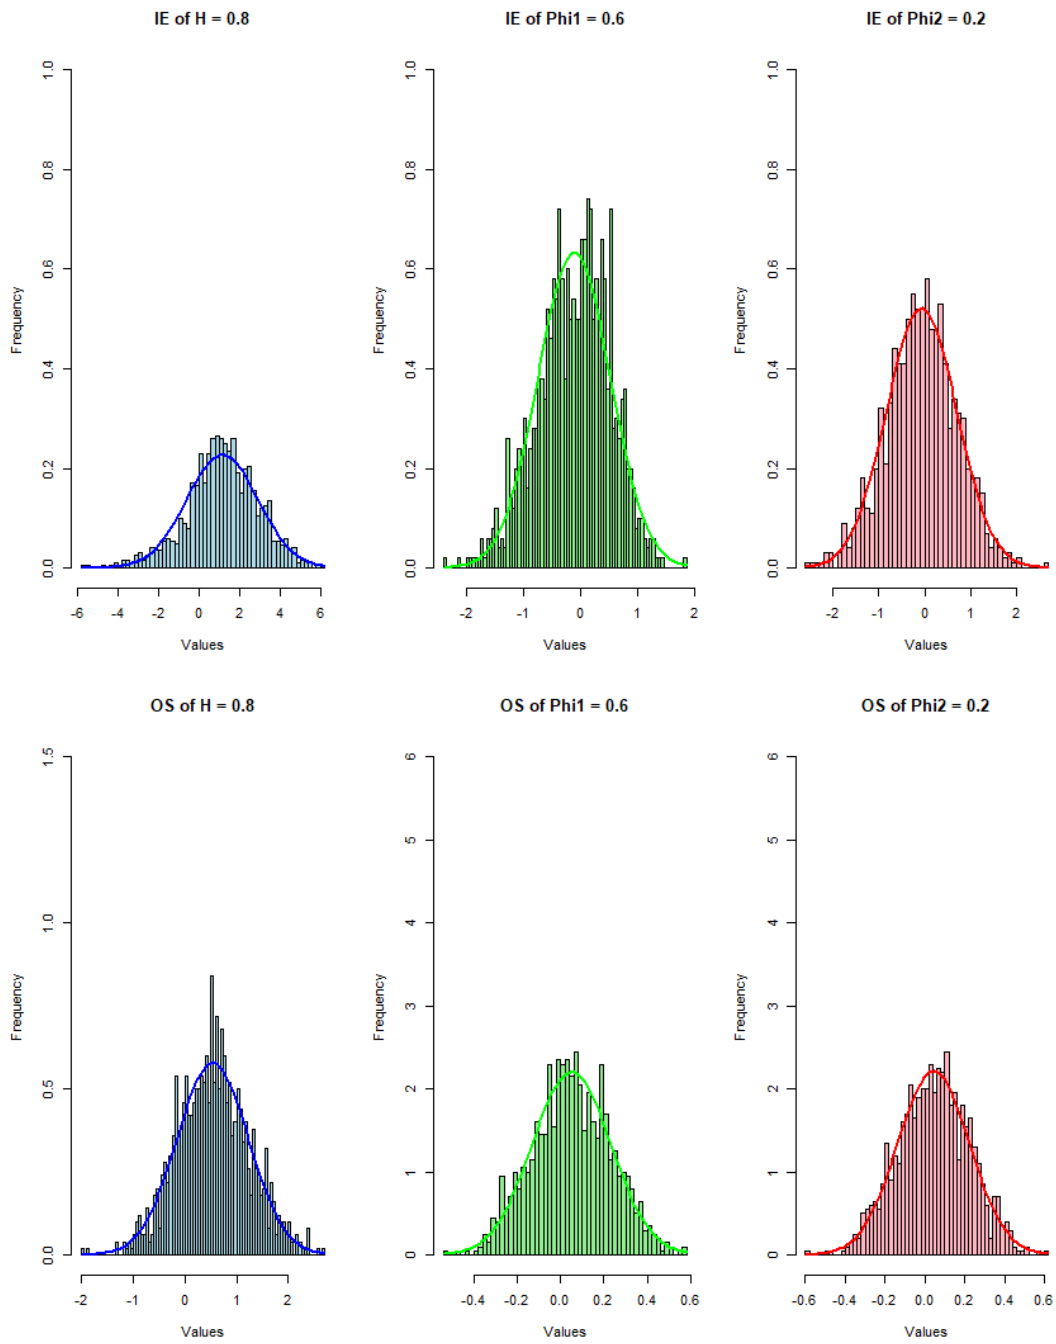 IE of H = 0.8
IE of Phi1 = 0.6
IE of Phi2 = 0.2
Frequency
0.0 0.2 0.4 0.6 0.8 1.0
-6 -4 -2 0 2 4 6
Values
Frequency
0.0 0.2 0.4 0.6 0.8 1.0
-2 -1 0 1 2
Values
Frequency
0.0 0.2 0.4 0.6 0.8 1.0
-2 -1 0 1 2
Values
OS of H = 0.8
OS of Phi1 = 0.6
OS of Phi2 = 0.2
Frequency
0.0 0.5 1.0 1.5
-2 -1 0 1 2
Values
Frequency
0 1 2 3 4 5 6
-0.4 -0.2 0.0 0.2 0.4 0.6
Values
Frequency
0 1 2 3 4 5 6
-0.6 -0.4 -0.2 0.0 0.2 0.4 0.6
Values